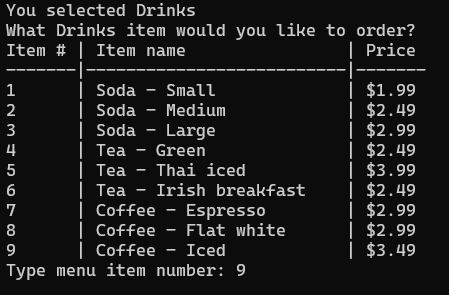 You selected Drinks
What Drinks item would you like to order?
Item # | Item name                | Price
-------|--------------------------|-------
1      | Soda - Small             | $1.99
2      | Soda - Medium            | $2.49
3      | Soda - Large             | $2.99
4      | Tea - Green              | $2.49
5      | Tea - Thai iced          | $3.99
6      | Tea - Irish breakfast    | $2.49
7      | Coffee - Espresso        | $2.99
8      | Coffee - Flat white      | $2.99
9      | Coffee - Iced            | $3.49
Type menu item number: 9